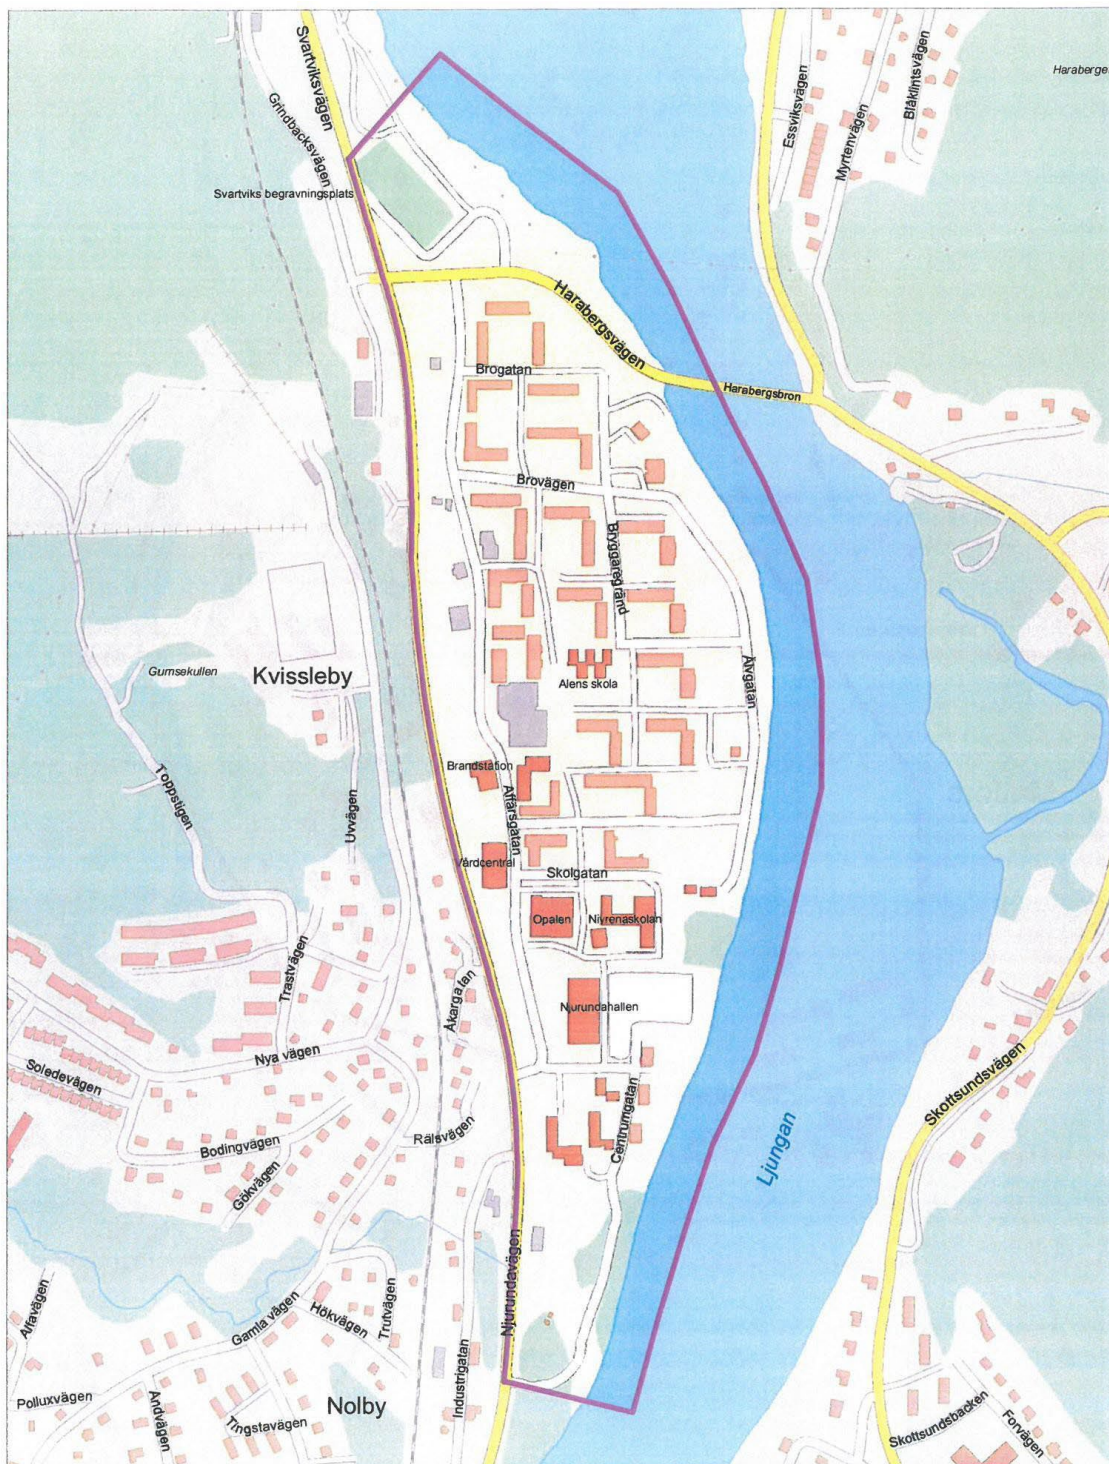 Svartviksvägen
Grindbacksvägen
Essviksvägen
Myrtenvägen
Blåklintsvägen
Haraberge
Svartviks begravningsplats
Harabergsvägen
Brogatan
Harabergsbron
Brovägen
Bryggaregränd
Gumsekullen
Kvissleby
Alens skola
Älvgatan
Toppstigen
Uvvägen
Brandstation
Affärsgatan
Vårdcentral
Skolgatan
Opalen
Nivrenaskolan
Trastvägen
Åkargatan
Njurundahallen
Nya vägen
Soledevägen
Skottsundsvägen
Centrumgatan
Rälsvägen
Bodingvägen
Gökvägen
Ljungan
Njurundavägen
Alfavägen
Gamla vägen
Hökvägen
Trutvägen
Industrigatan
Polluxvägen
Andvägen
Tingstavägen
Nolby
Skottsundsbacken
Forvägen